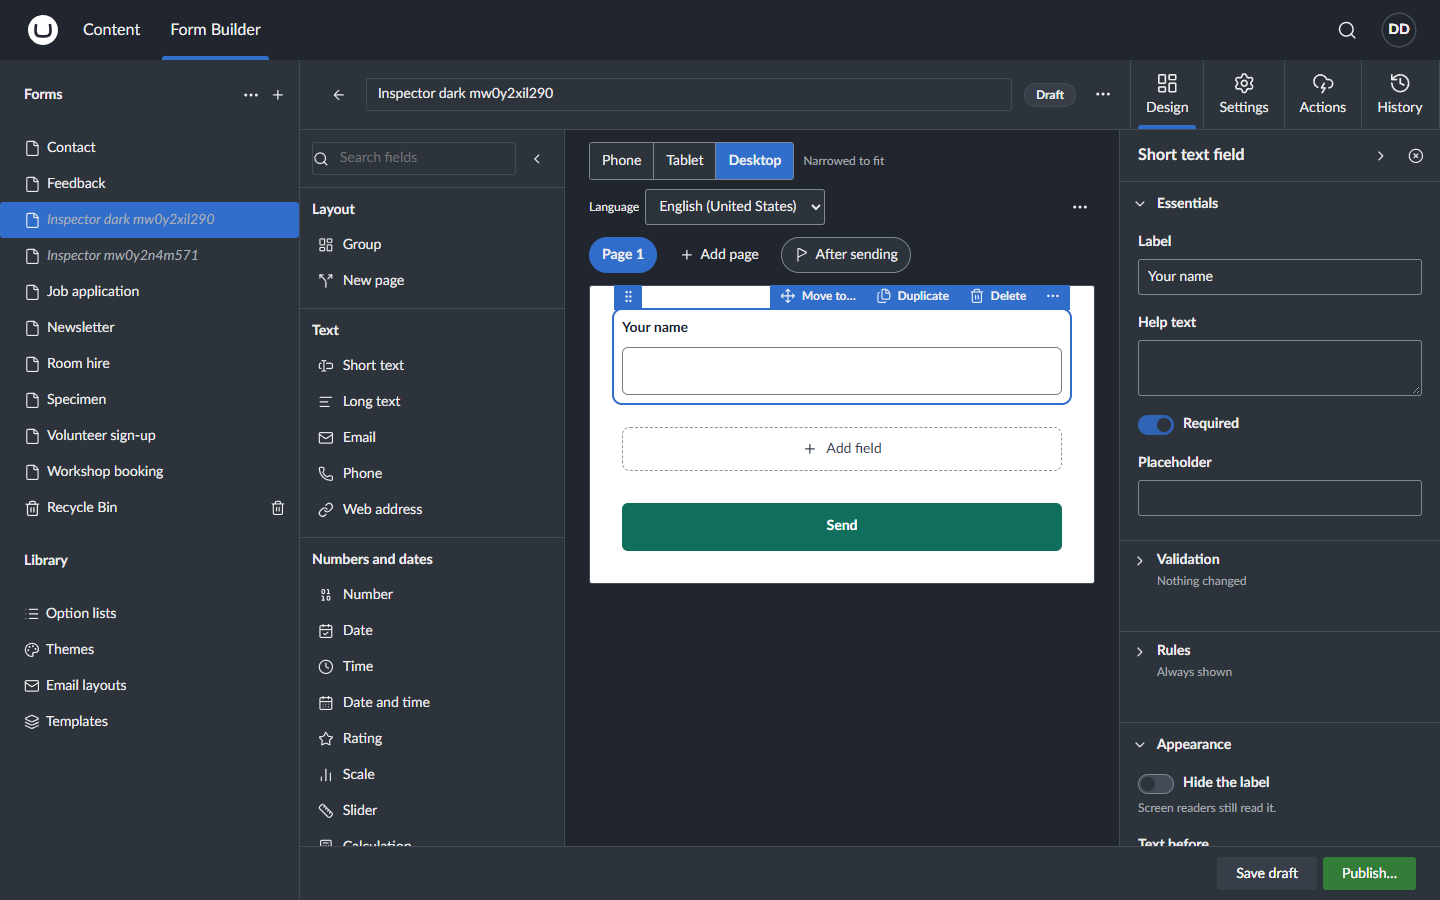 Content
Form Builder
DD
Forms
Contact
Feedback
Inspector dark mw0y2xil290
Inspector mw0y2n4m571
Job application
Newsletter
Room hire
Specimen
Volunteer sign-up
Workshop booking
Recycle Bin
Library
Option lists
Themes
Email layouts
Templates
Inspector dark mw0y2xil290
Draft
Design
Settings
Actions
History
Search fields
Layout
Group
New page
Text
Short text
Long text
Email
Phone
Web address
Numbers and dates
Number
Date
Time
Date and time
Rating
Scale
Slider
Calculation
Phone
Tablet
Desktop
Narrowed to fit
Language
English (United States)
Page 1
Add page
After sending
Move to...
Duplicate
Delete
Your name
Add field
Send
Short text field
Essentials
Label
Your name
Help text
Required
Placeholder
Validation
Nothing changed
Rules
Always shown
Appearance
Hide the label
Screen readers still read it.
Text before
Save draft
Publish...